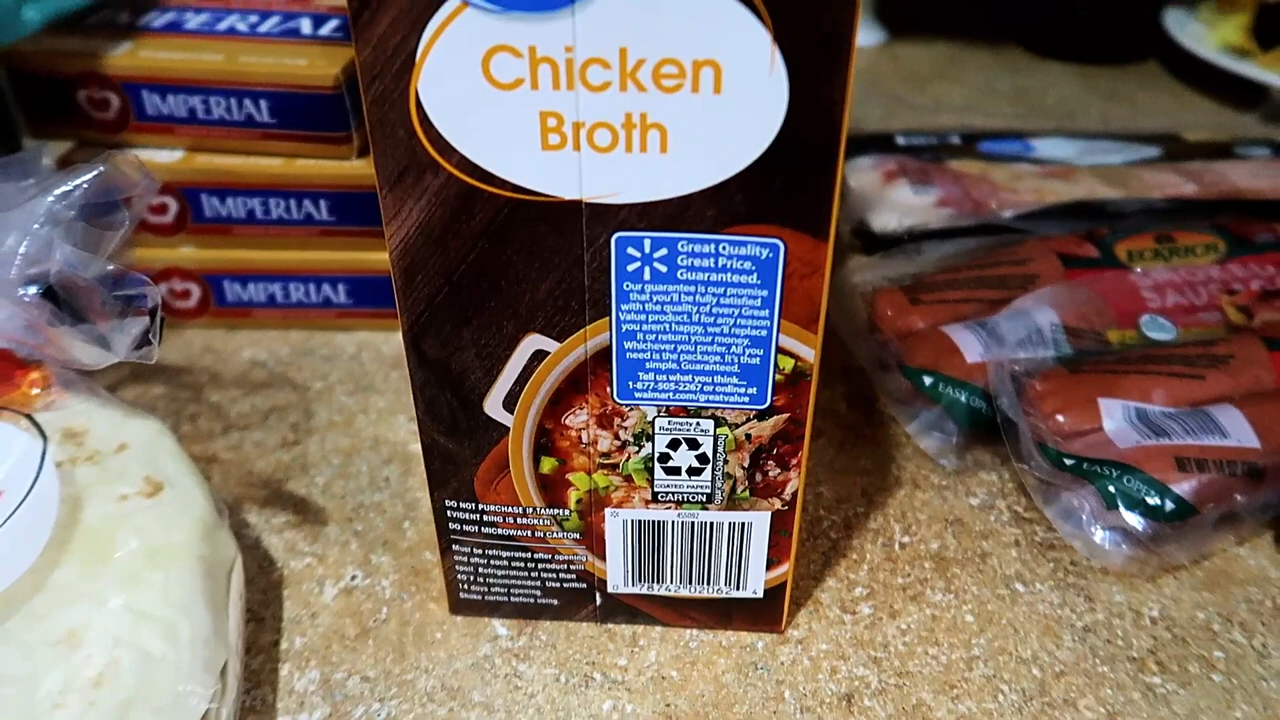 IMPERIAL
IMPERIAL
IMPERIAL
IMPERIAL
Chicken
Broth
Great Quality.
Great Price.
Guaranteed.
Our guarantee is our promise
that you'll be fully satisfied
with the quality of every Great
Value product. If for any reason
you aren't happy, we'll replace
it or return your money.
Whichever you prefer. All you
need is the package. It's that
simple. Guaranteed.
Tell us what you think...
1-877-505-2267 or online at
walmart.com/greatvalue
Empty &
Replace Cap
COATED PAPER
CARTON
how2recycle.info
DO NOT PURCHASE IF TAMPER
EVIDENT RING IS BROKEN.
DO NOT MICROWAVE IN CARTON.
Must be refrigerated after opening
and after each use or product will
spoil. Refrigeration at less than
40°F is recommended. Use within
14 days after opening.
Shake carton before using.
455092
0 78742 02062 4
ECKRICH
EASY OPEN
EASY OPEN